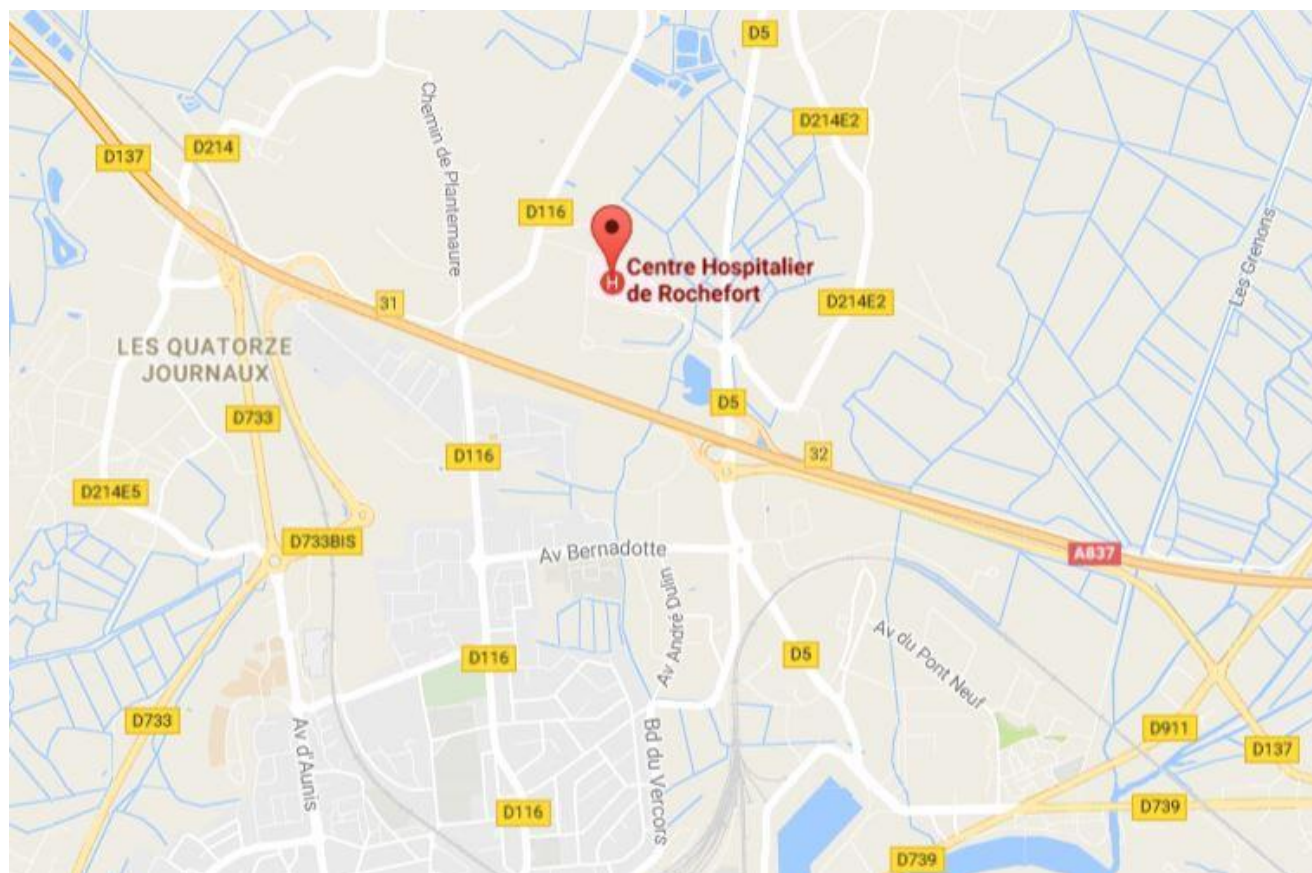 D5
D214E2
Chemin de Plantemaure
D214
D137
D116
Les Grenons
Centre Hospitalier
de Rochefort
31
D214E2
LES QUATORZE
JOURNAUX
D5
D733
D116
32
D214E5
D733BIS
Av Bernadotte
A837
Av André Dulin
D116
D5
Av du Pont Neuf
D733
Av d'Aunis
Bd du Vercors
D911
D137
D116
D739
D739
H